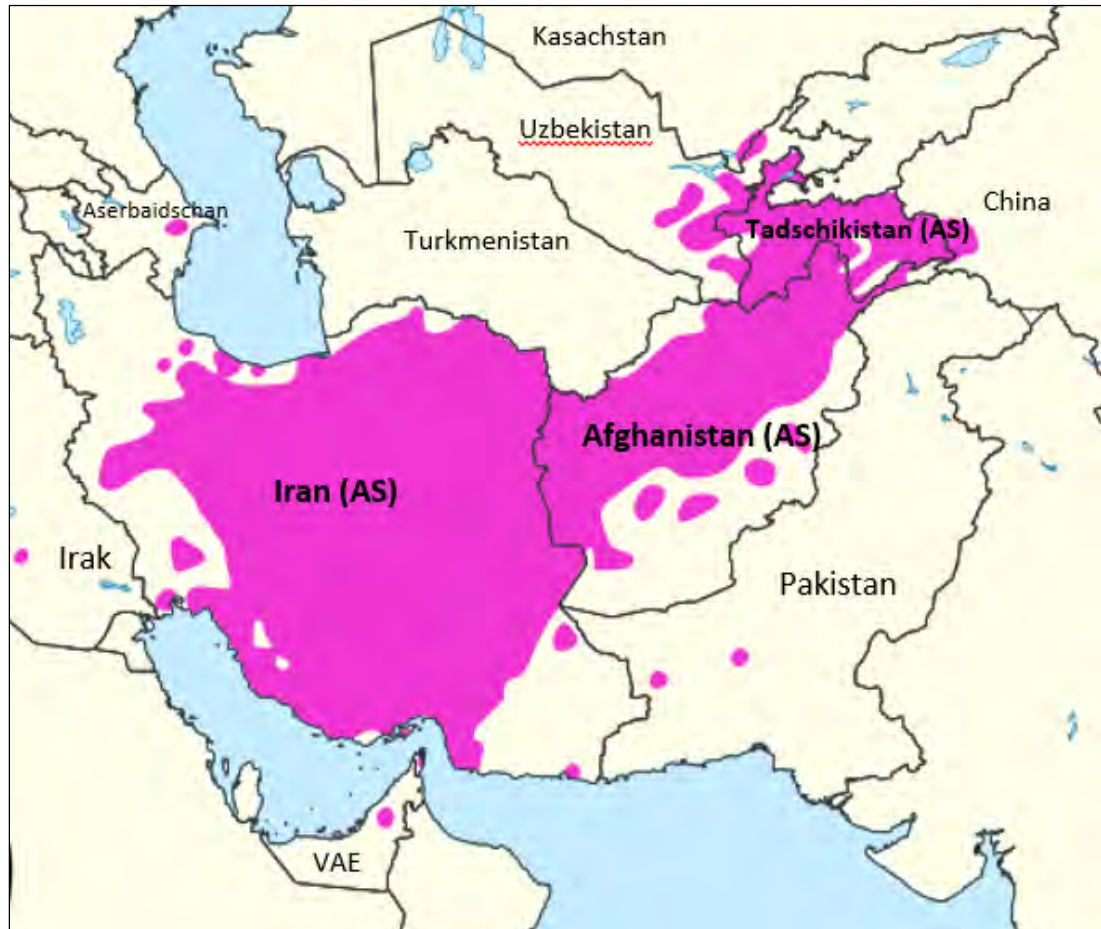 Kasachstan
Uzbekistan
China
Aserbaidschan
Turkmenistan
Tadschikistan (AS)
Afghanistan (AS)
Iran (AS)
Irak
Pakistan
VAE